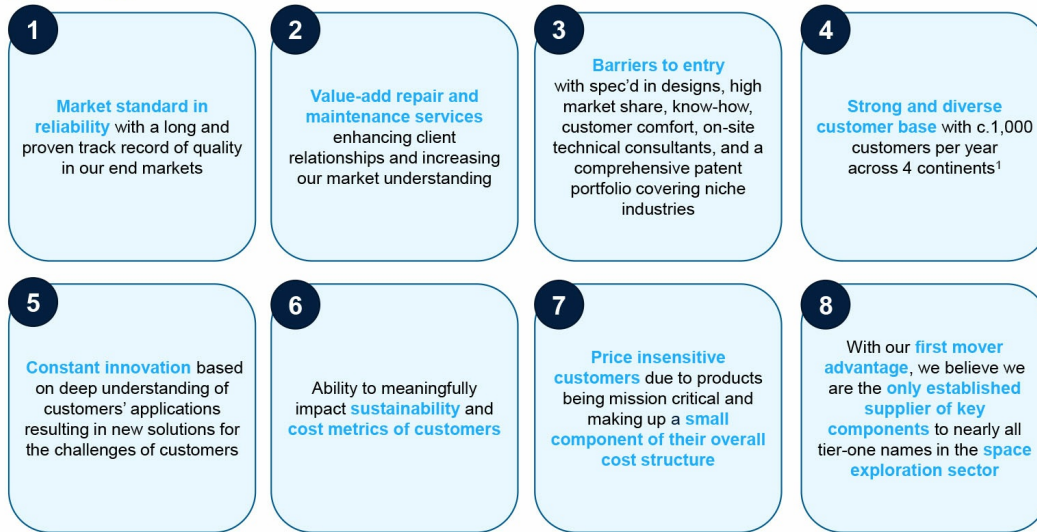 1
Market standard in
reliability with a long and
proven track record of quality
in our end markets
2
Value-add repair and
maintenance services
enhancing client
relationships and increasing
our market understanding
3
Barriers to entry
with spec’d in designs, high
market share, know-how,
customer comfort, on-site
technical consultants, and a
comprehensive patent
portfolio covering niche
industries
4
Strong and diverse
customer base with c.1,000
customers per year
across 4 continents¹
5
Constant innovation based
on deep understanding of
customers’ applications
resulting in new solutions for
the challenges of customers
6
Ability to meaningfully
impact sustainability and
cost metrics of customers
7
Price insensitive
customers due to products
being mission critical and
making up a small
component of their overall
cost structure
8
With our first mover
advantage, we believe we
are the only established
supplier of key
components to nearly all
tier-one names in the space
exploration sector